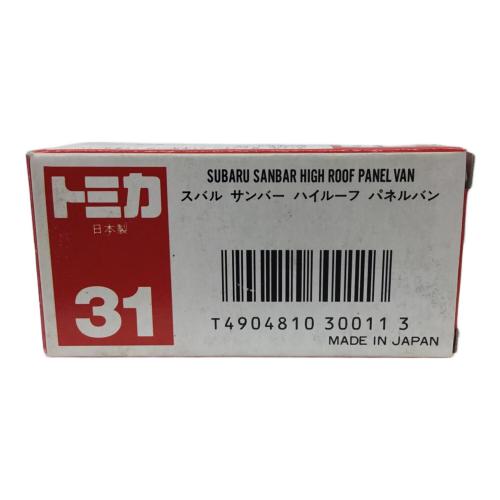 トミカ
日本製
31
SUBARU SANBAR HIGH ROOF PANEL VAN
スバル サンバー ハイルーフ パネルバン
T4904810 30011 3
MADE IN JAPAN